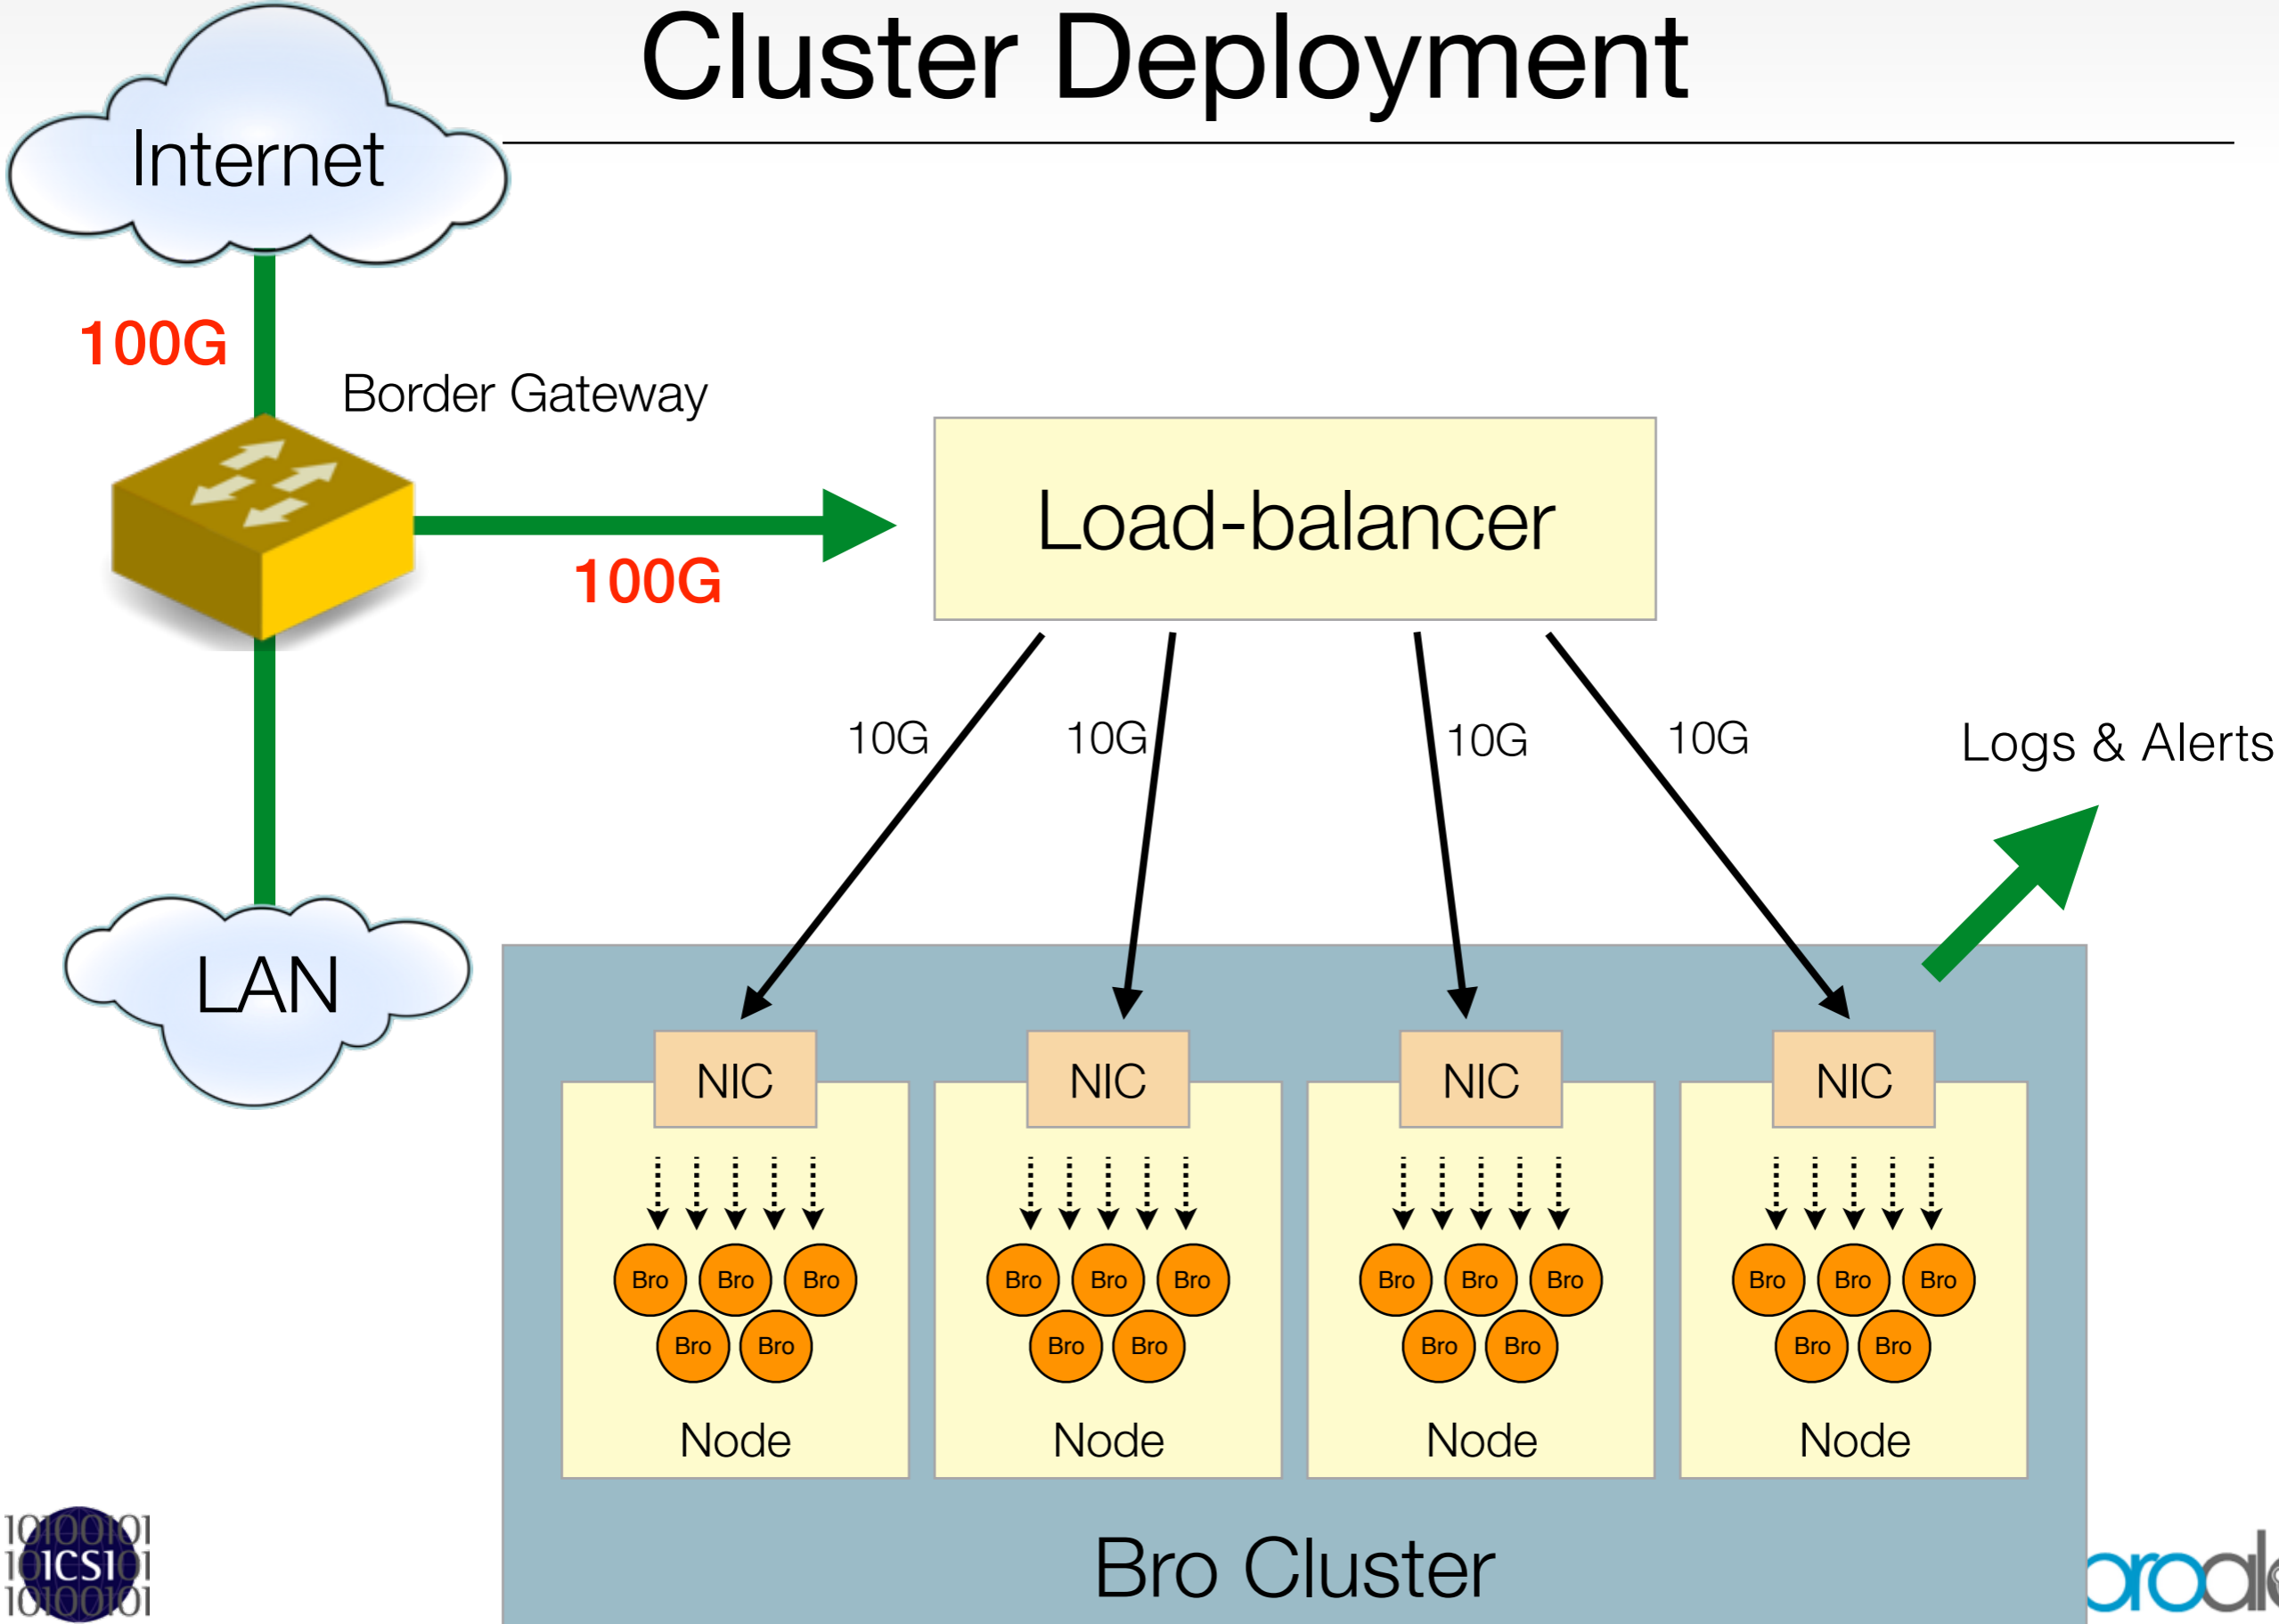 Cluster Deployment
Internet
100G
Border Gateway
Load-balancer
100G
10G 10G 10G 10G
Logs & Alerts
LAN
NIC NIC NIC NIC
Bro Bro Bro Bro Bro Bro Bro Bro Bro Bro Bro Bro
Bro Bro Bro Bro Bro Bro Bro Bro
Node Node Node Node
Bro Cluster
10100101
ICSI
10100101